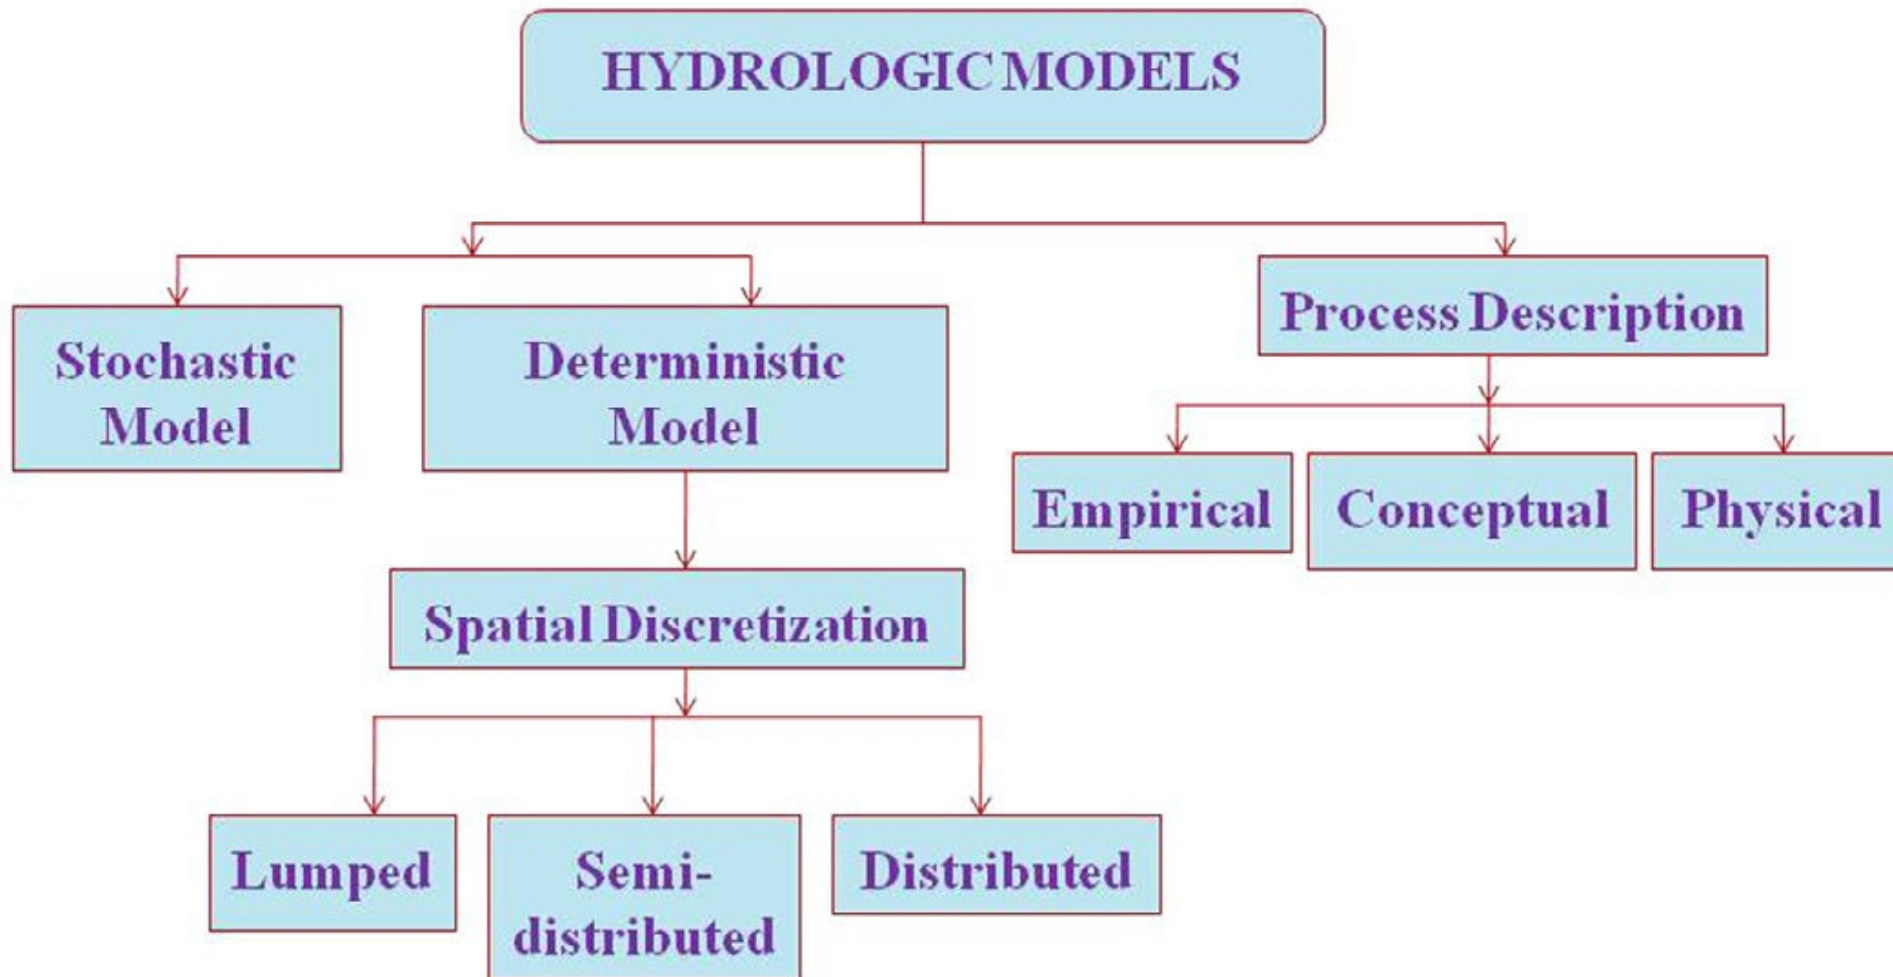 HYDROLOGIC MODELS
Stochastic
Model
Deterministic
Model
Process Description
Empirical
Conceptual
Physical
Spatial Discretization
Lumped
Semi-
distributed
Distributed